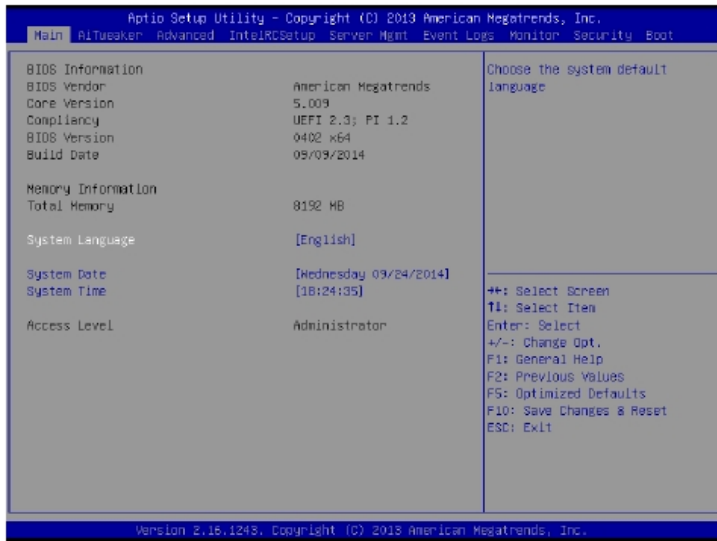 Aptio Setup Utility – Copyright (C) 2013 American Megatrends, Inc.
Main AiTweaker Advanced IntelRCSetup Server Mgmt Event Logs Monitor Security Boot
BIOS Information
BIOS Vendor American Megatrends
Core Version 5.009
Compliancy UEFI 2.3; PI 1.2
BIOS Version 0402 x64
Build Date 09/09/2014
Memory Information
Total Memory 8192 MB
System Language [English]
System Date [Wednesday 09/24/2014]
System Time [18:24:35]
Access Level Administrator
Choose the system default
language
→←: Select Screen
↑↓: Select Item
Enter: Select
+/-: Change Opt.
F1: General Help
F2: Previous Values
F5: Optimized Defaults
F10: Save Changes & Reset
ESC: Exit
Version 2.16.1243. Copyright (C) 2013 American Megatrends, Inc.